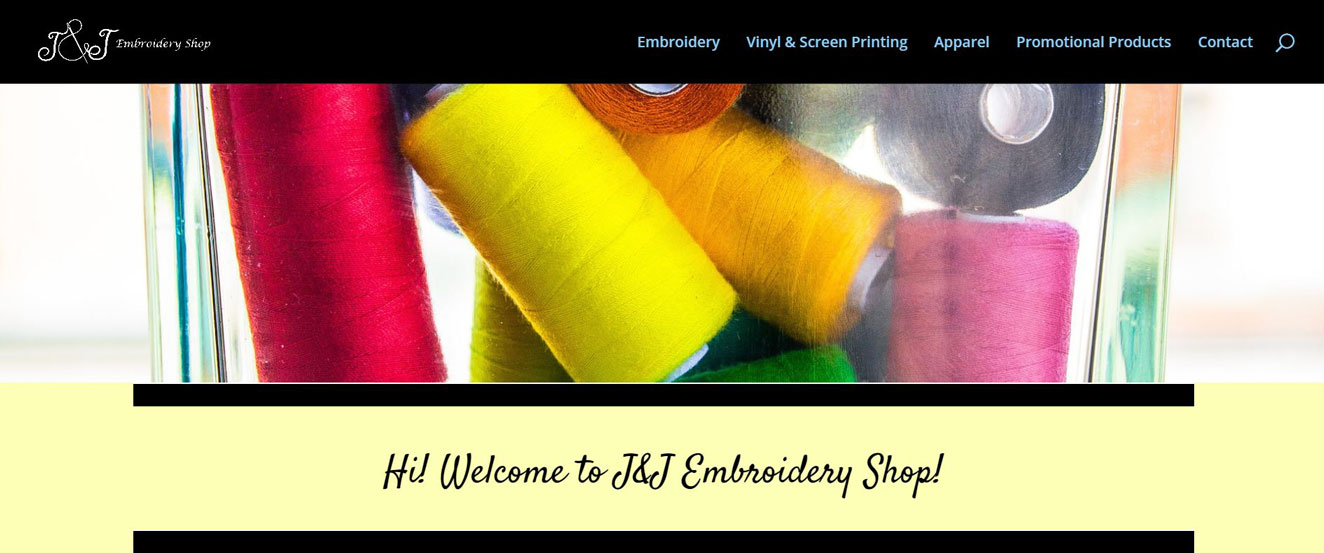 J&J Embroidery Shop
Embroidery Vinyl & Screen Printing Apparel Promotional Products Contact
Hi! Welcome to J&J Embroidery Shop!